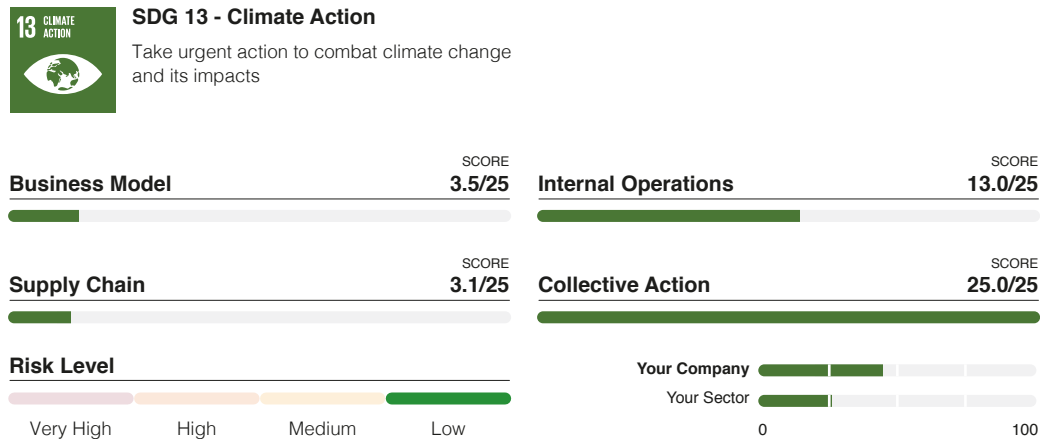 13 CLIMATE
ACTION
SDG 13 - Climate Action
Take urgent action to combat climate change
and its impacts
SCORE
Business Model 3.5/25
SCORE
Internal Operations 13.0/25
SCORE
Supply Chain 3.1/25
SCORE
Collective Action 25.0/25
Risk Level
Very High High Medium Low
Your Company
Your Sector
0 100